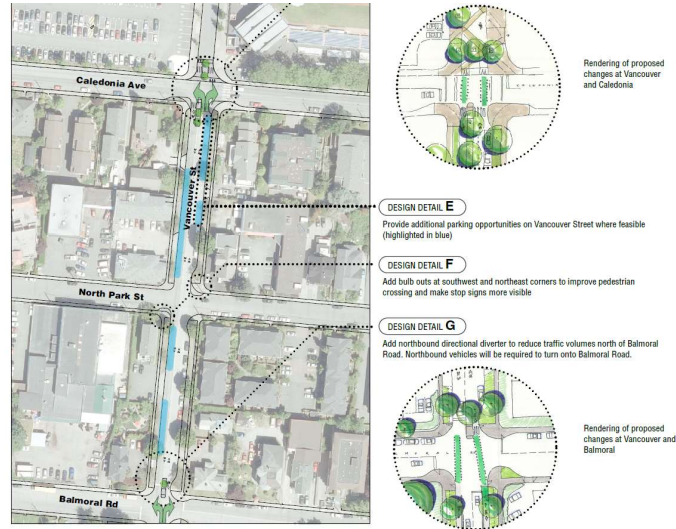 Caledonia Ave
Vancouver St
North Park St
Balmoral Rd
Rendering of proposed
changes at Vancouver
and Caledonia
DESIGN DETAIL E
Provide additional parking opportunities on Vancouver Street where feasible
(highlighted in blue)
DESIGN DETAIL F
Add bulb outs at southwest and northeast corners to improve pedestrian
crossing and make stop signs more visible
DESIGN DETAIL G
Add northbound directional diverter to reduce traffic volumes north of Balmoral
Road. Northbound vehicles will be required to turn onto Balmoral Road.
Rendering of proposed
changes at Vancouver and
Balmoral